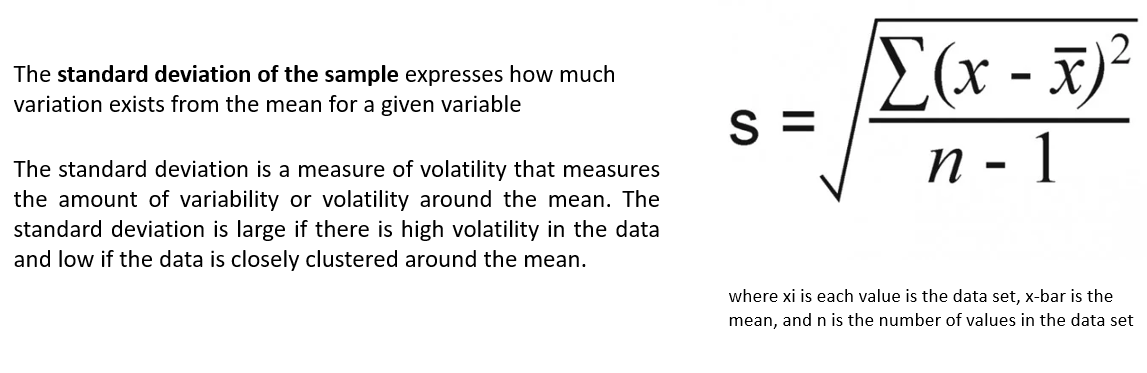 The standard deviation of the sample expresses how much
variation exists from the mean for a given variable
The standard deviation is a measure of volatility that measures
the amount of variability or volatility around the mean. The
standard deviation is large if there is high volatility in the data
and low if the data is closely clustered around the mean.
s = √(∑(x - x̅)² / (n - 1))
where xi is each value is the data set, x-bar is the
mean, and n is the number of values in the data set